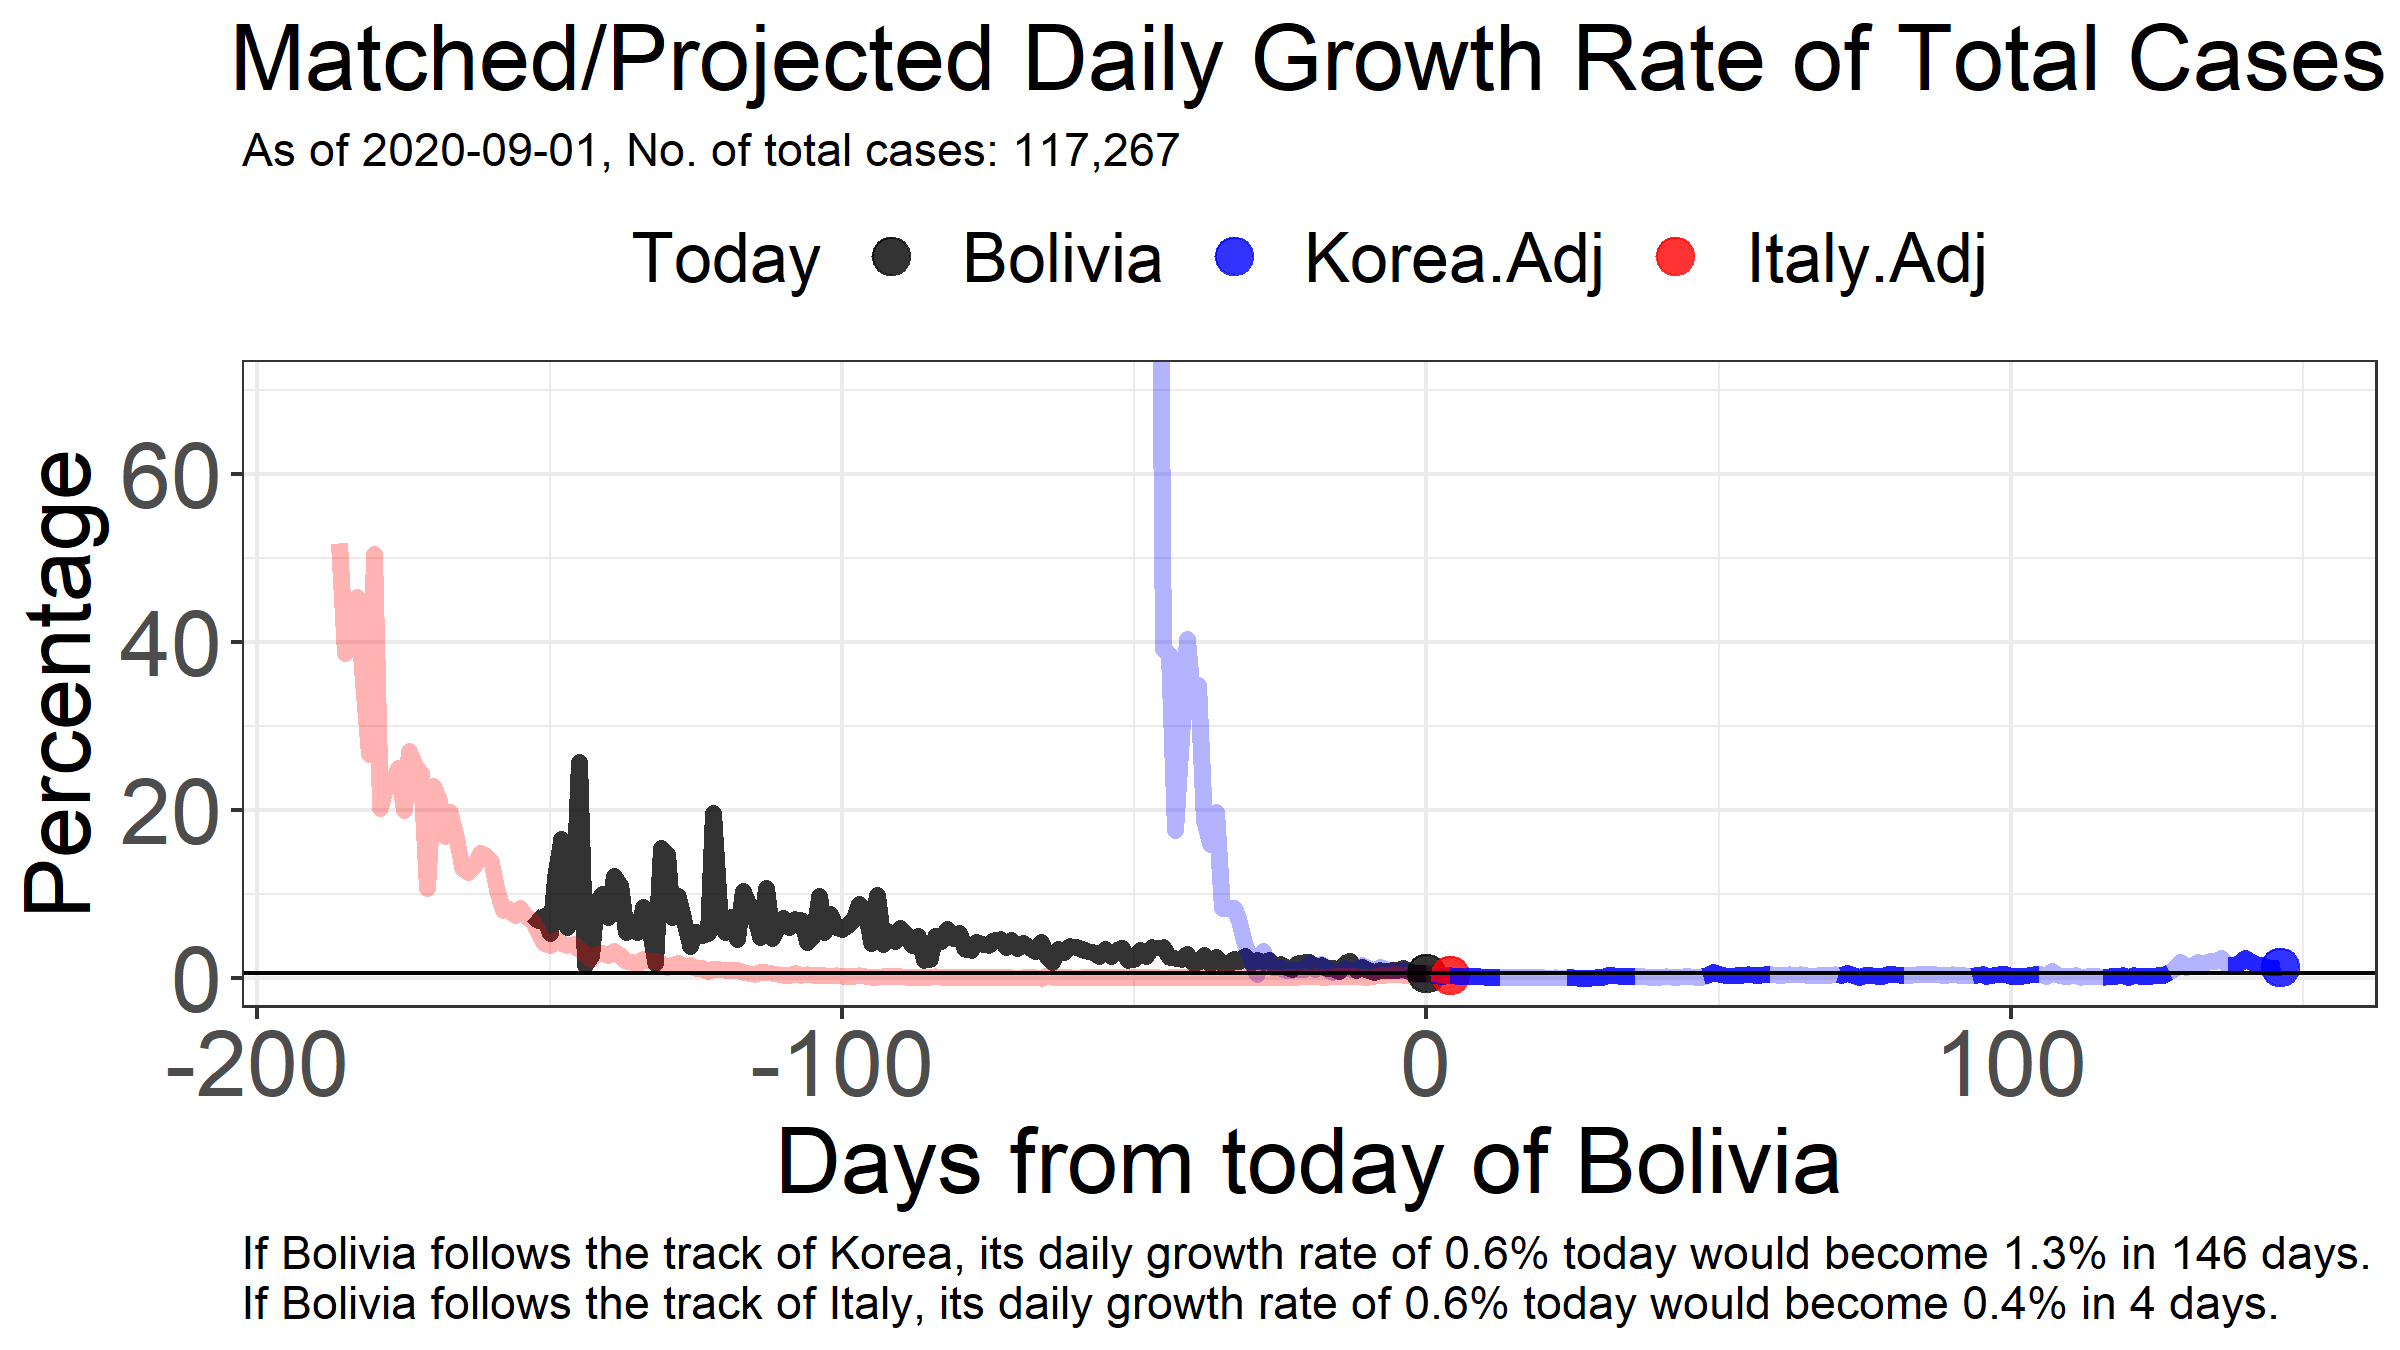 Matched/Projected Daily Growth Rate of Total Cases
As of 2020-09-01, No. of total cases: 117,267
Today Bolivia Korea.Adj Italy.Adj
Percentage
60
40
20
0
-200 -100 0 100
Days from today of Bolivia
If Bolivia follows the track of Korea, its daily growth rate of 0.6% today would become 1.3% in 146 days.
If Bolivia follows the track of Italy, its daily growth rate of 0.6% today would become 0.4% in 4 days.